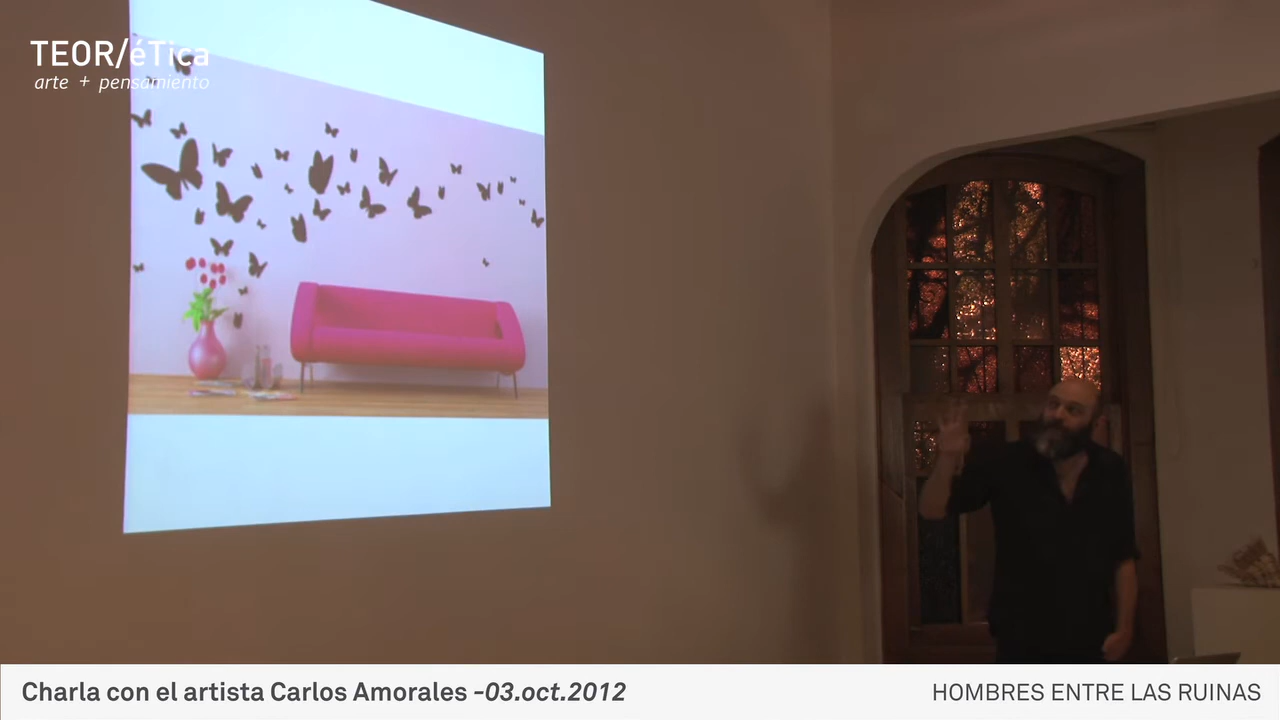 TEOR/éTica
arte + pensamiento
Charla con el artista Carlos Amorales -03.oct.2012
HOMBRES ENTRE LAS RUINAS